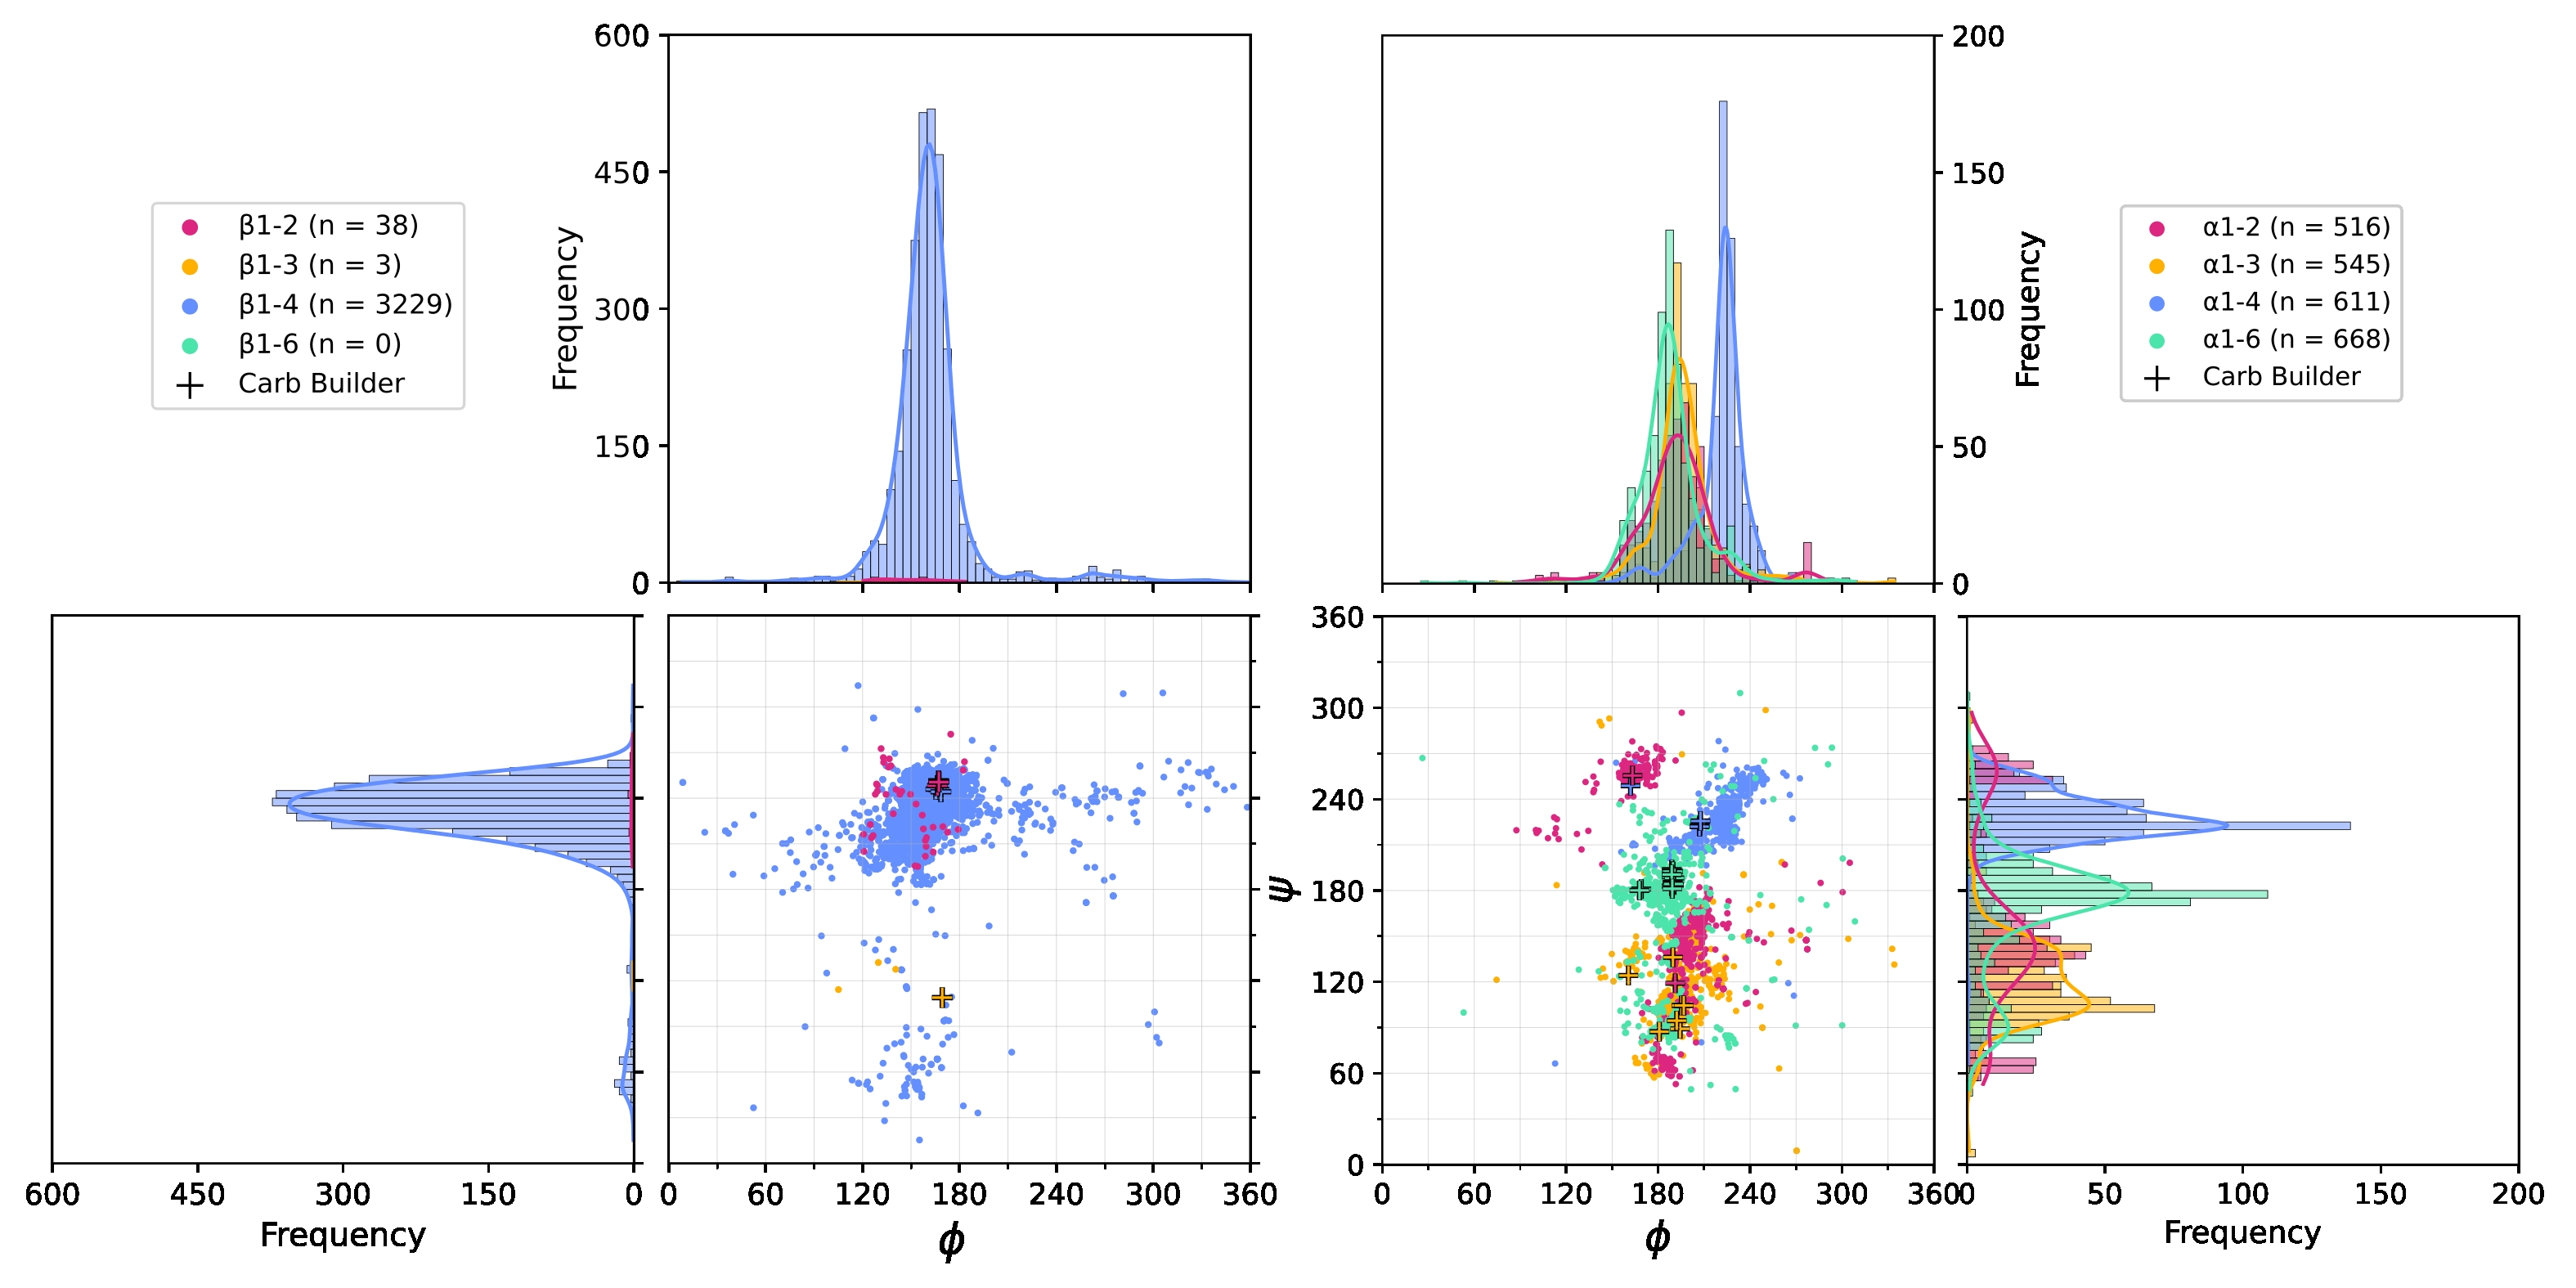 600
450
300
150
0
Frequency
β1-2 (n = 38)
β1-3 (n = 3)
β1-4 (n = 3229)
β1-6 (n = 0)
Carb Builder
200
150
100
50
0
Frequency
α1-2 (n = 516)
α1-3 (n = 545)
α1-4 (n = 611)
α1-6 (n = 668)
Carb Builder
600 450 300 150 0
Frequency
0 60 120 180 240 300 360
ϕ
360
300
240
180
120
60
0
ψ
0 60 120 180 240 300 360
ϕ
0 50 100 150 200
Frequency